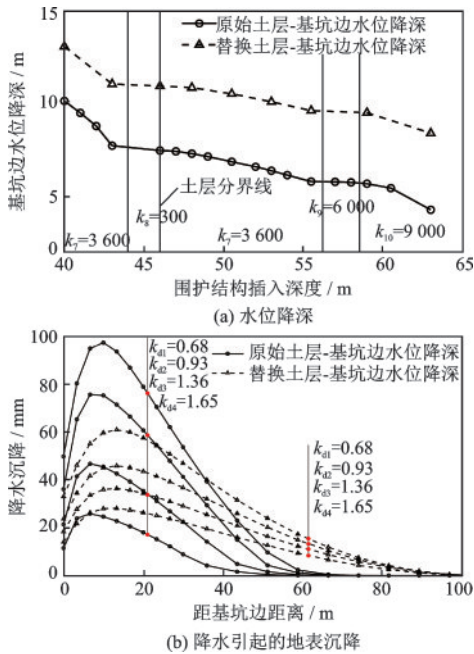 原始土层-基坑边水位降深
替换土层-基坑边水位降深
15
10
5
0
基坑边水位降深 / m
土层分界线
k7=3 600
k8=300
k7=3 600
k9=6 000
k10=9 000
40 45 50 55 60 65
围护结构插入深度 / m
(a) 水位降深
100
80
60
40
20
0
降水沉降 / mm
kd1=0.68
kd2=0.93
kd3=1.36
kd4=1.65
原始土层-基坑边水位降深
替换土层-基坑边水位降深
kd1=0.68
kd2=0.93
kd3=1.36
kd4=1.65
0 20 40 60 80 100
距基坑边距离 / m
(b) 降水引起的地表沉降